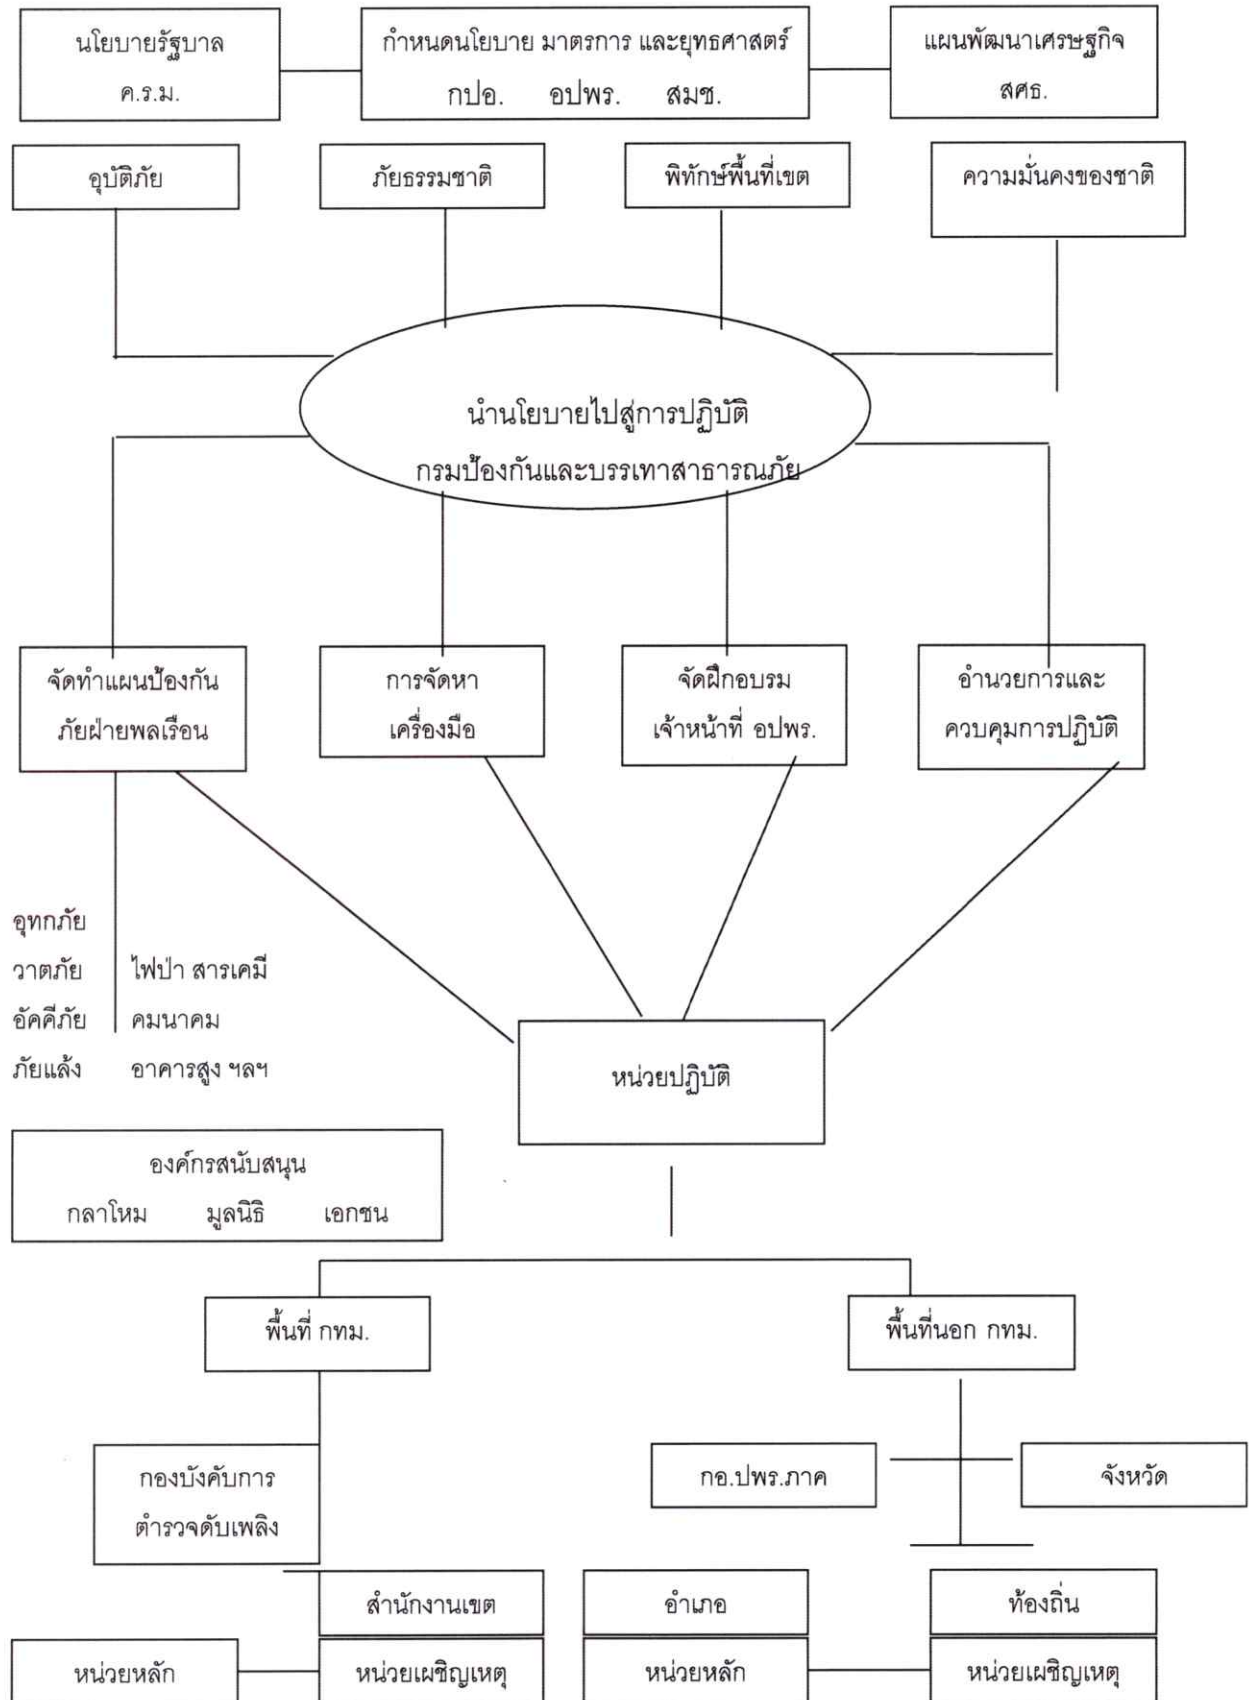 นโยบายรัฐบาล
ค.ร.ม.
กำหนดนโยบาย มาตรการ และยุทธศาสตร์
กปอ. อปพร. สมช.
แผนพัฒนาเศรษฐกิจ
สศธ.
อุบัติภัย
ภัยธรรมชาติ
พิทักษ์พื้นที่เขต
ความมั่นคงของชาติ
นำนโยบายไปสู่การปฏิบัติ
กรมป้องกันและบรรเทาสาธารณภัย
จัดทำแผนป้องกัน
ภัยฝ่ายพลเรือน
การจัดหา
เครื่องมือ
จัดฝึกอบรม
เจ้าหน้าที่ อปพร.
อำนวยการและ
ควบคุมการปฏิบัติ
อุทกภัย
วาตภัย ไฟป่า สารเคมี
อัคคีภัย คมนาคม
ภัยแล้ง อาคารสูง ฯลฯ
หน่วยปฏิบัติ
องค์กรสนับสนุน
กลาโหม มูลนิธิ เอกชน
พื้นที่ กทม.
พื้นที่นอก กทม.
กองบังคับการ
ตำรวจดับเพลิง
กอ.ปพร.ภาค
จังหวัด
สำนักงานเขต
อำเภอ
ท้องถิ่น
หน่วยหลัก
หน่วยเผชิญเหตุ
หน่วยหลัก
หน่วยเผชิญเหตุ